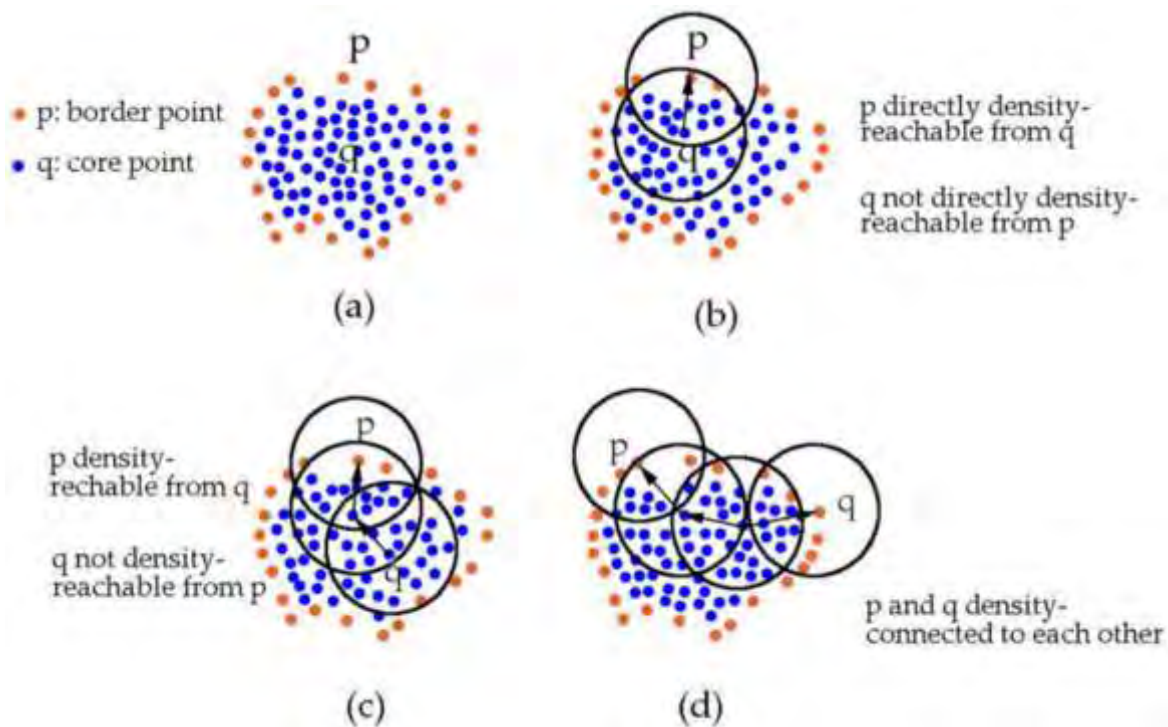 p
p: border point
q: core point
q
(a)
p
q
p directly density-
reachable from q
q not directly density-
reachable from p
(b)
p density-
rechable from q
q not density-
reachable from p
p
q
(c)
p
q
p and q density-
connected to each other
(d)